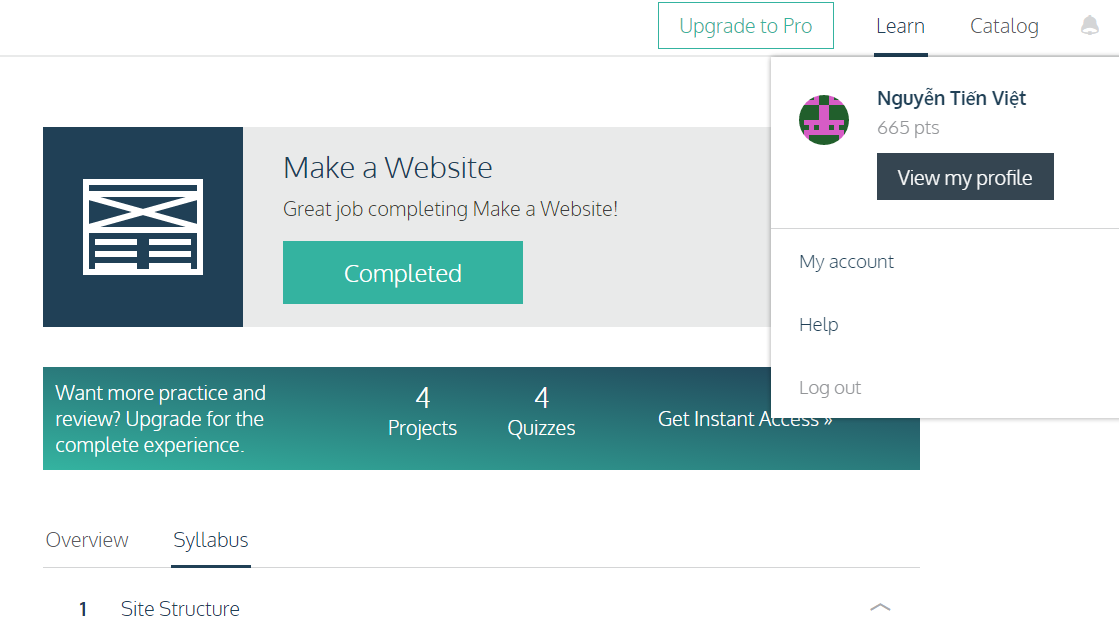 Upgrade to Pro
Learn
Catalog
Nguyễn Tiến Việt
665 pts
View my profile
My account
Help
Log out
Make a Website
Great job completing Make a Website!
Completed
Want more practice and
review? Upgrade for the
complete experience.
4
Projects
4
Quizzes
Get Instant Access »
Overview
Syllabus
1 Site Structure